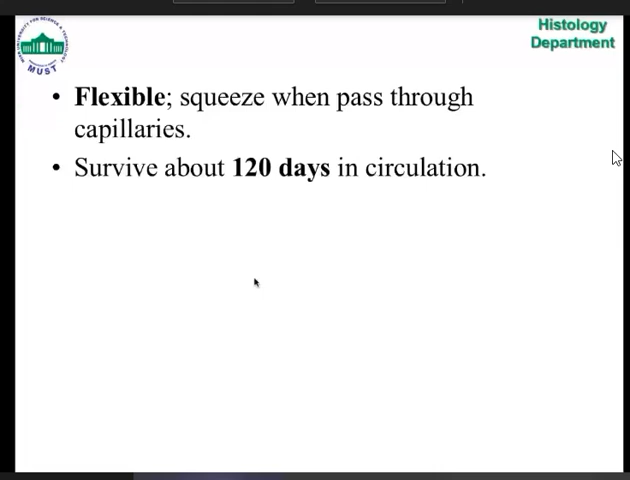 Histology
Department
MUST
• Flexible; squeeze when pass through
capillaries.
• Survive about 120 days in circulation.